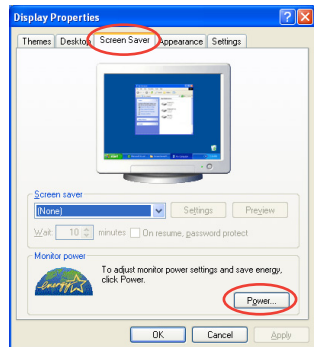 Display Properties
Themes Desktop Screen Saver Appearance Settings
Screen saver
(None) Settings Preview
Wait: 10 minutes On resume, password protect
Monitor power
To adjust monitor power settings and save energy,
click Power.
energy
Power...
OK Cancel Apply